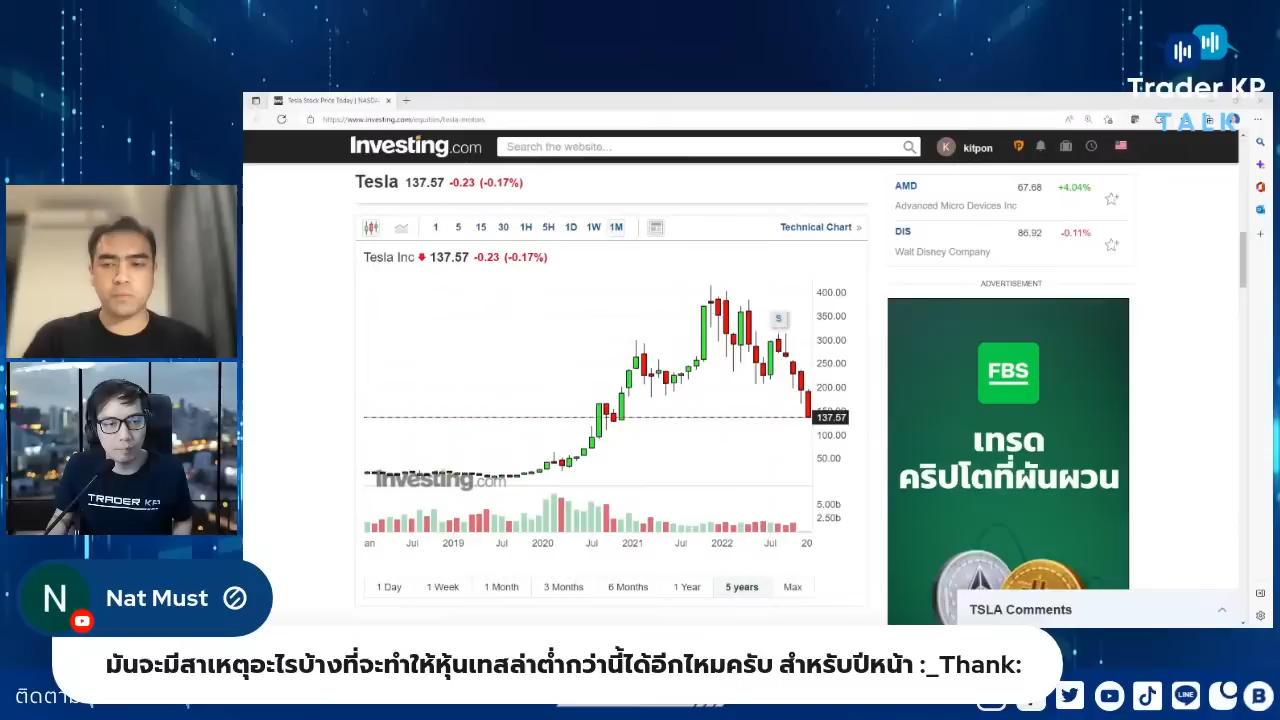 Trader KP
TALK
Tesla Stock Price Today | NASDA
https://www.investing.com/equities/tesla-motors
Investing.com
Search the website...
K
kitpon
Tesla 137.57 -0.23 (-0.17%)
AMD 67.68 +4.04%
Advanced Micro Devices Inc
DIS 86.92 -0.11%
Walt Disney Company
1 5 15 30 1H 5H 1D 1W 1M
Technical Chart »
Tesla Inc 137.57 -0.23 (-0.17%)
ADVERTISEMENT
S
400.00
350.00
300.00
250.00
200.00
150.00
137.57
100.00
50.00
Investing.com
5.00b
2.50b
an Jul 2019 Jul 2020 Jul 2021 Jul 2022 Jul 20
1 Day 1 Week 1 Month 3 Months 6 Months 1 Year 5 years Max
FBS
เทรด
คริปโตที่ผันผวน
TSLA Comments
TRADER KP
N
Nat Must
มันจะมีสาเหตุอะไรบ้างที่จะทำให้หุ้นเทสล่าต่ำกว่านี้ได้อีกไหมครับ สำหรับปีหน้า :_Thank:
LINE